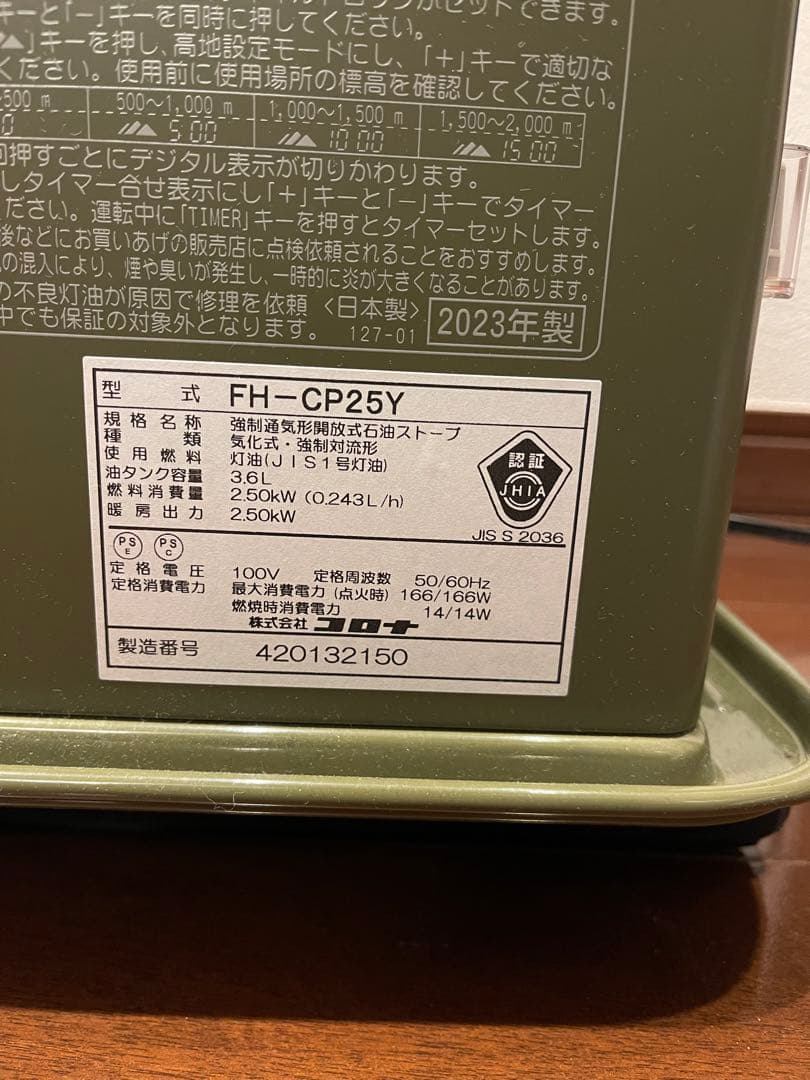 がセットできます。
キーと「ー」キーを同時に押してください。
」キーを押し、高地設定モードにし、「+」キーで適切な
ください。使用前に使用場所の標高を確認してください。
500 m 500～1,000 m 1,000～1,500 m 1,500～2,000 m
0 5:00 10:00 15:00
回押すごとにデジタル表示が切りかわります。
しタイマー合せ表示にし「+」キーと「ー」キーでタイマー
ください。運転中に「TIMER」キーを押すとタイマーセットします。
後などにお買いあげの販売店に点検依頼されることをおすすめします。
の混入により、煙や臭いが発生し、一時的に炎が大きくなることがあります。
の不良灯油が原因で修理を依頼 〈日本製〉 2023年製
中でも保証の対象外となります。 127-01
型式 FH-CP25Y
規格名称 強制通気形開放式石油ストーブ
種類 気化式・強制対流形
使用燃料 灯油(JIS1号灯油)
油タンク容量 3.6L
燃料消費量 2.50kW (0.243L/h)
暖房出力 2.50kW
認証
JHIA
JIS S 2036
PS E PS C
定格電圧 100V 定格周波数 50/60Hz
定格消費電力 最大消費電力 (点火時) 166/166W
燃焼時消費電力 14/14W
株式会社 コロナ
製造番号 420132150